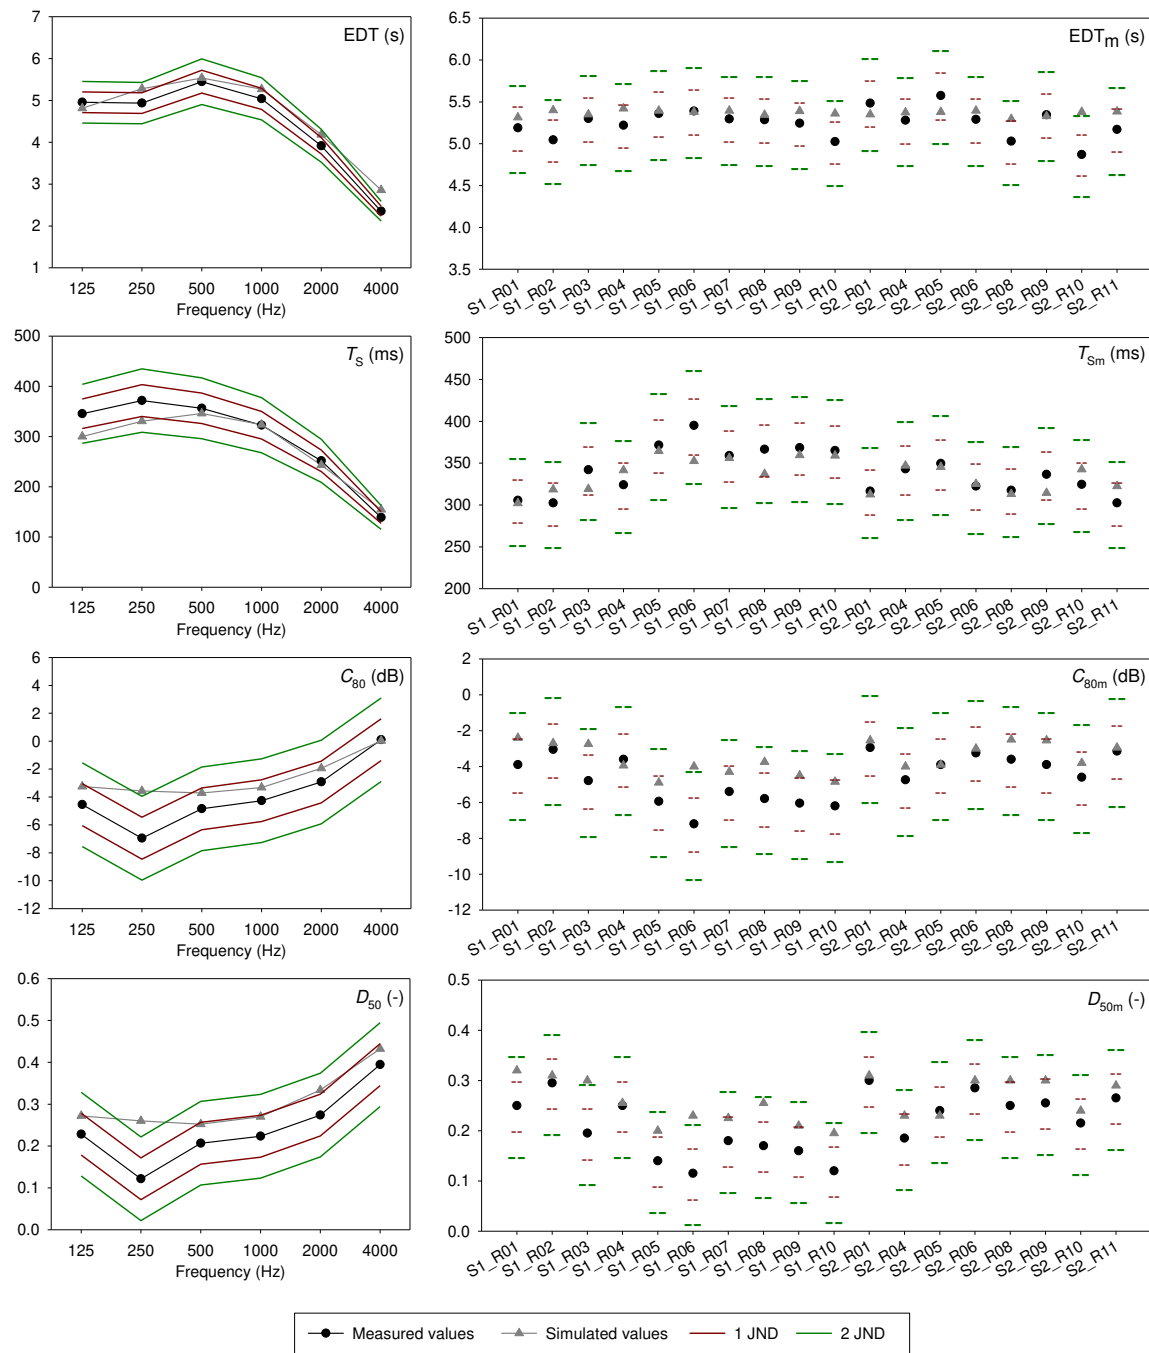 EDT (s)
7
6
5
4
3
2
1
125 250 500 1000 2000 4000
Frequency (Hz)
EDTm (s)
6.5
6.0
5.5
5.0
4.5
4.0
3.5
S1_R01 S1_R02 S1_R03 S1_R04 S1_R05 S1_R06 S1_R07 S1_R08 S1_R09 S1_R10 S2_R01 S2_R04 S2_R05 S2_R06 S2_R08 S2_R09 S2_R10 S2_R11
TS (ms)
500
400
300
200
100
0
125 250 500 1000 2000 4000
Frequency (Hz)
TSm (ms)
500
450
400
350
300
250
200
S1_R01 S1_R02 S1_R03 S1_R04 S1_R05 S1_R06 S1_R07 S1_R08 S1_R09 S1_R10 S2_R01 S2_R04 S2_R05 S2_R06 S2_R08 S2_R09 S2_R10 S2_R11
C80 (dB)
6
4
2
0
-2
-4
-6
-8
-10
-12
125 250 500 1000 2000 4000
Frequency (Hz)
C80m (dB)
2
0
-2
-4
-6
-8
-10
-12
S1_R01 S1_R02 S1_R03 S1_R04 S1_R05 S1_R06 S1_R07 S1_R08 S1_R09 S1_R10 S2_R01 S2_R04 S2_R05 S2_R06 S2_R08 S2_R09 S2_R10 S2_R11
D50 (-)
0.6
0.5
0.4
0.3
0.2
0.1
0.0
125 250 500 1000 2000 4000
Frequency (Hz)
D50m (-)
0.5
0.4
0.3
0.2
0.1
0.0
S1_R01 S1_R02 S1_R03 S1_R04 S1_R05 S1_R06 S1_R07 S1_R08 S1_R09 S1_R10 S2_R01 S2_R04 S2_R05 S2_R06 S2_R08 S2_R09 S2_R10 S2_R11
Measured values Simulated values 1 JND 2 JND